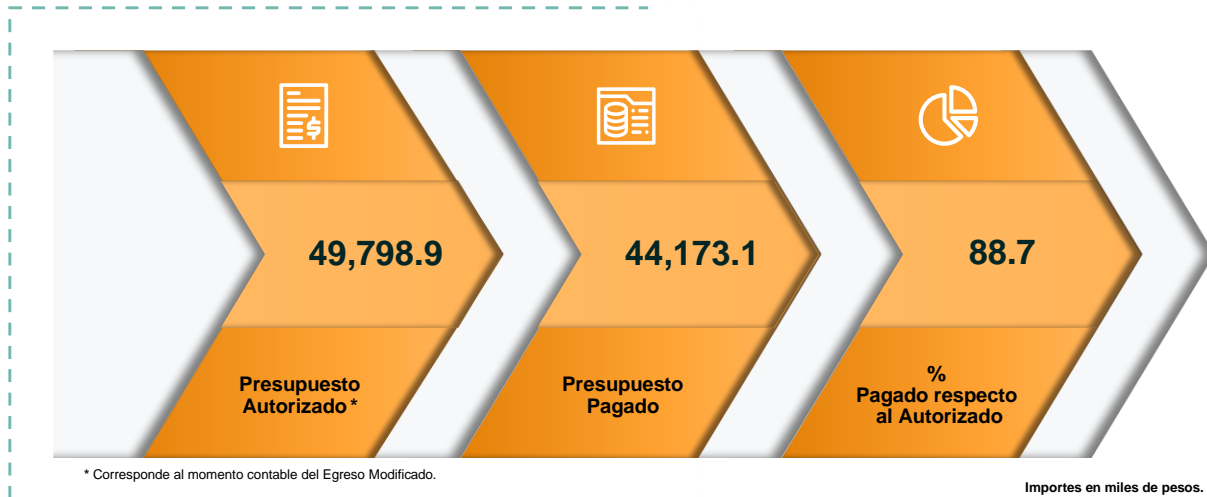 49,798.9
44,173.1
88.7
Presupuesto
Autorizado *
Presupuesto
Pagado
%
Pagado respecto
al Autorizado
* Corresponde al momento contable del Egreso Modificado.
Importes en miles de pesos.